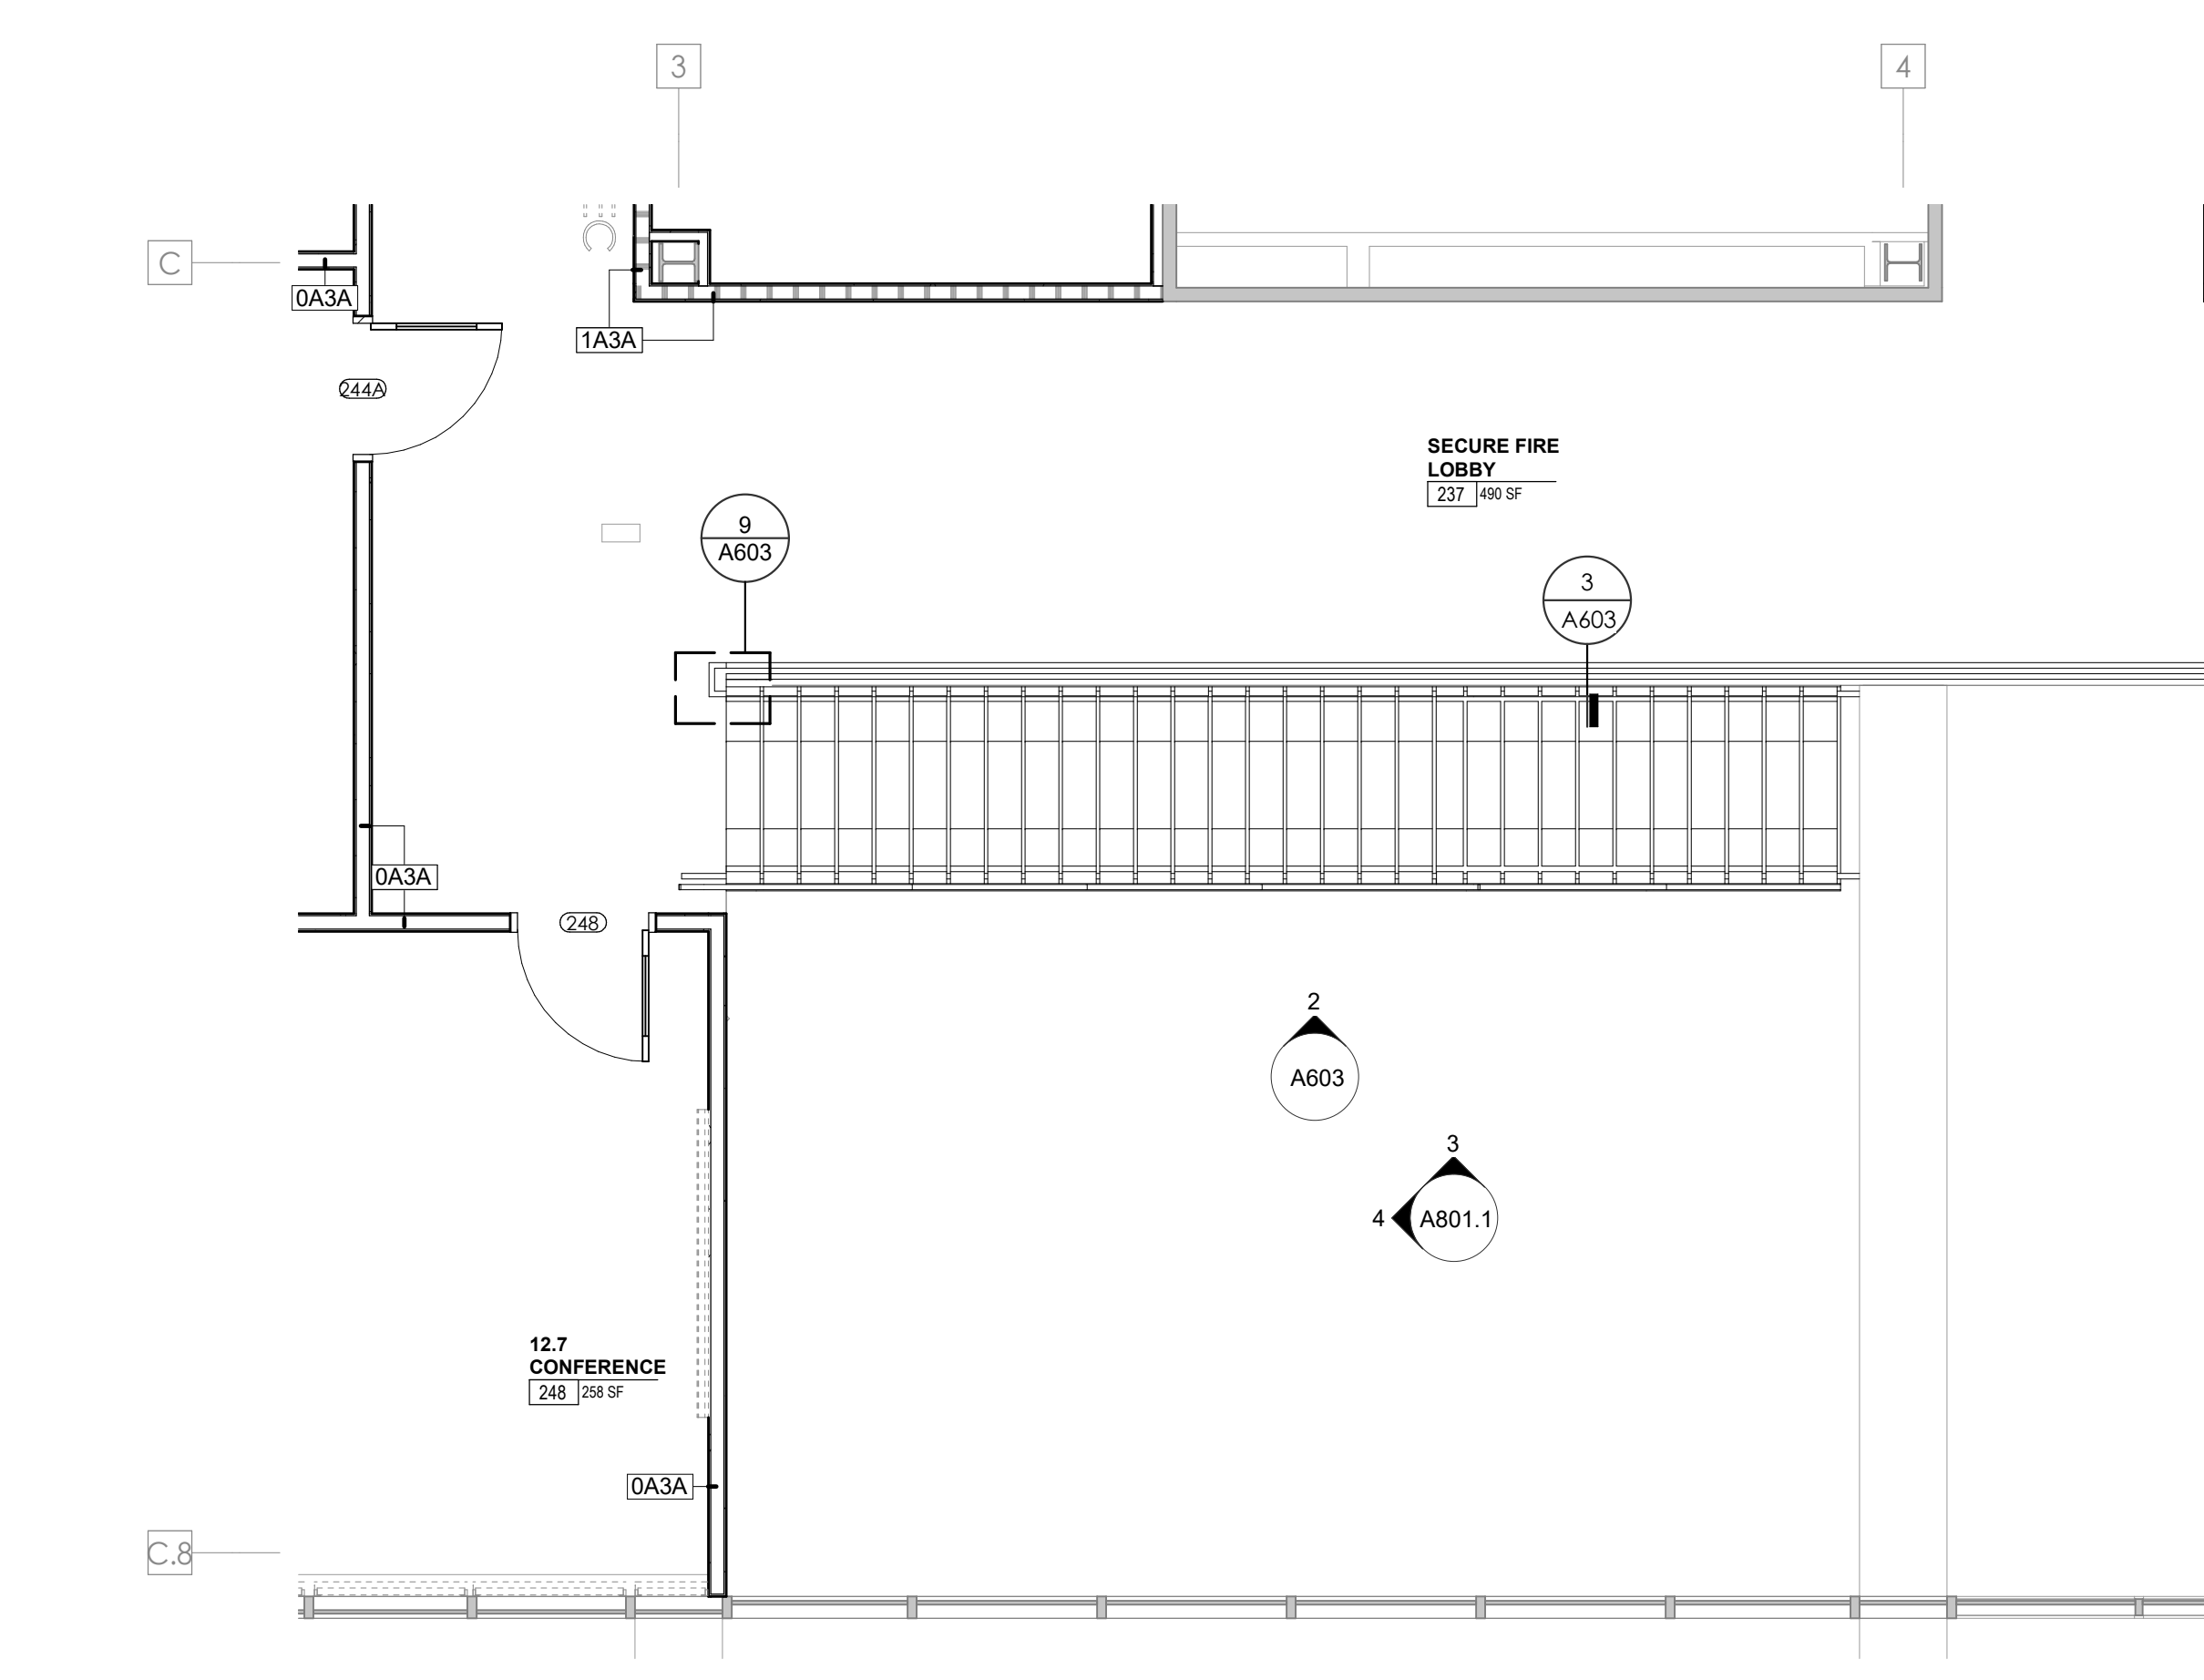 3
4
C
0A3A
1A3A
244A
SECURE FIRE
LOBBY
237 490 SF
9
A603
3
A603
0A3A
248
2
A603
3
4 A801.1
12.7
CONFERENCE
248 258 SF
0A3A
C.8